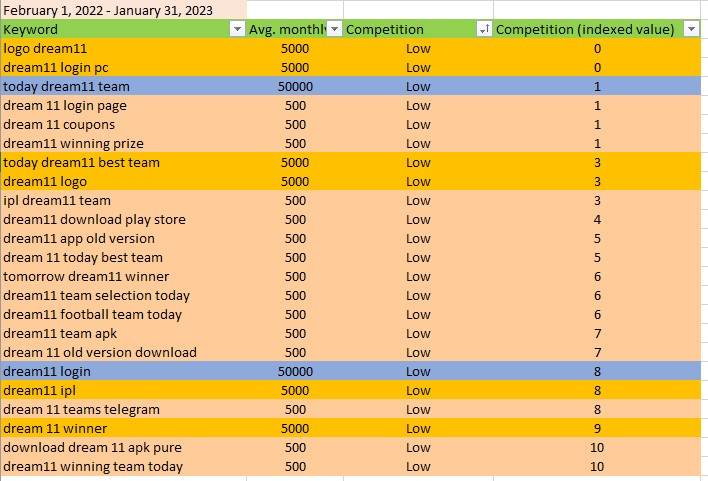 February 1, 2022 - January 31, 2023
Keyword Avg. monthly Competition Competition (indexed value)
logo dream11 5000 Low 0
dream11 login pc 5000 Low 0
today dream11 team 50000 Low 1
dream 11 login page 500 Low 1
dream 11 coupons 500 Low 1
dream11 winning prize 500 Low 1
today dream11 best team 5000 Low 3
dream11 logo 5000 Low 3
ipl dream11 team 500 Low 3
dream11 download play store 500 Low 4
dream11 app old version 500 Low 5
dream 11 today best team 500 Low 5
tomorrow dream11 winner 500 Low 6
dream11 team selection today 500 Low 6
dream11 football team today 500 Low 6
dream11 team apk 500 Low 7
dream 11 old version download 500 Low 7
dream11 login 50000 Low 8
dream11 ipl 5000 Low 8
dream 11 teams telegram 500 Low 8
dream 11 winner 5000 Low 9
download dream 11 apk pure 500 Low 10
dream11 winning team today 500 Low 10